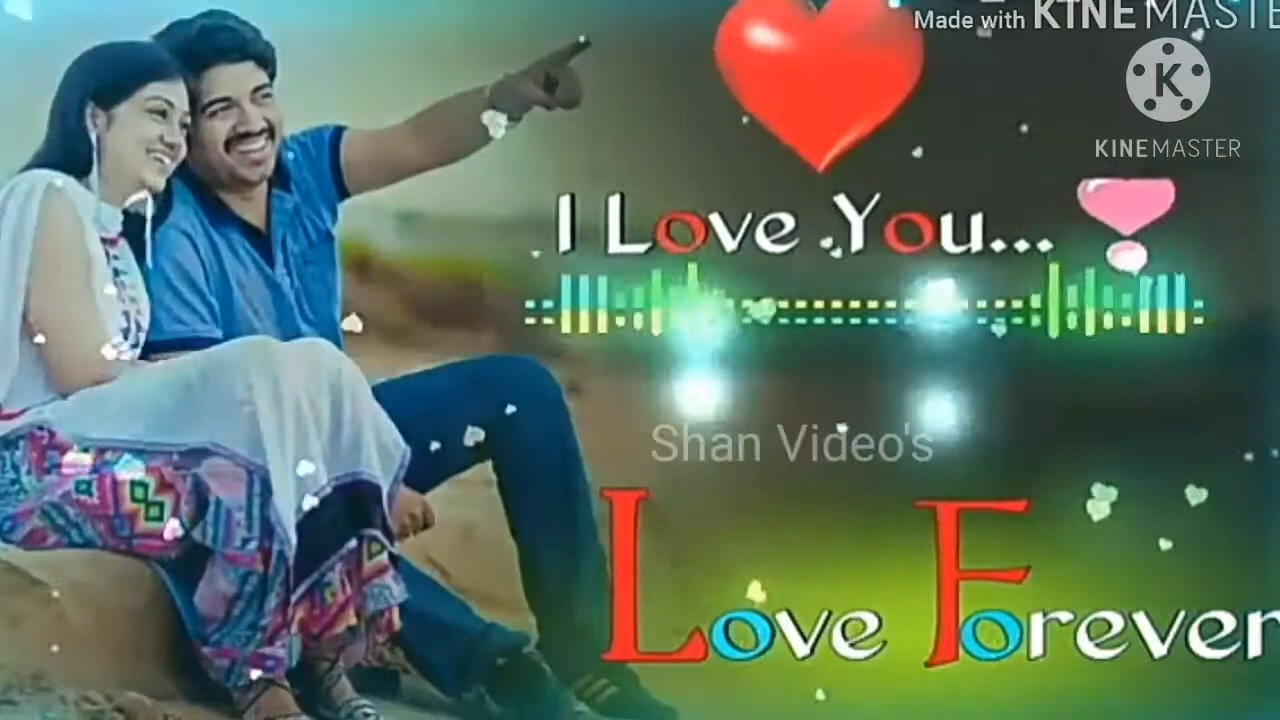 Made with KINEMASTE
K
KINEMASTER
I Love You...
Shan Video's
Love Forever